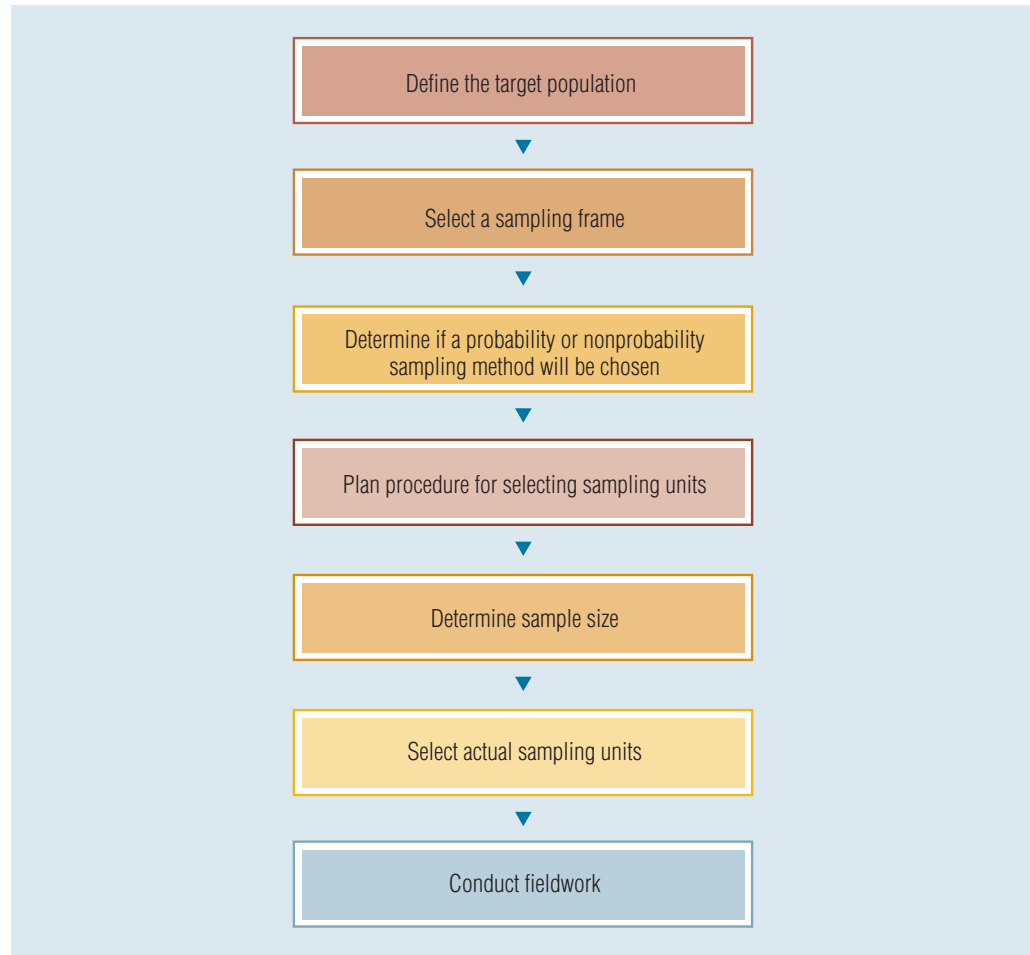 Define the target population
Select a sampling frame
Determine if a probability or nonprobability
sampling method will be chosen
Plan procedure for selecting sampling units
Determine sample size
Select actual sampling units
Conduct fieldwork